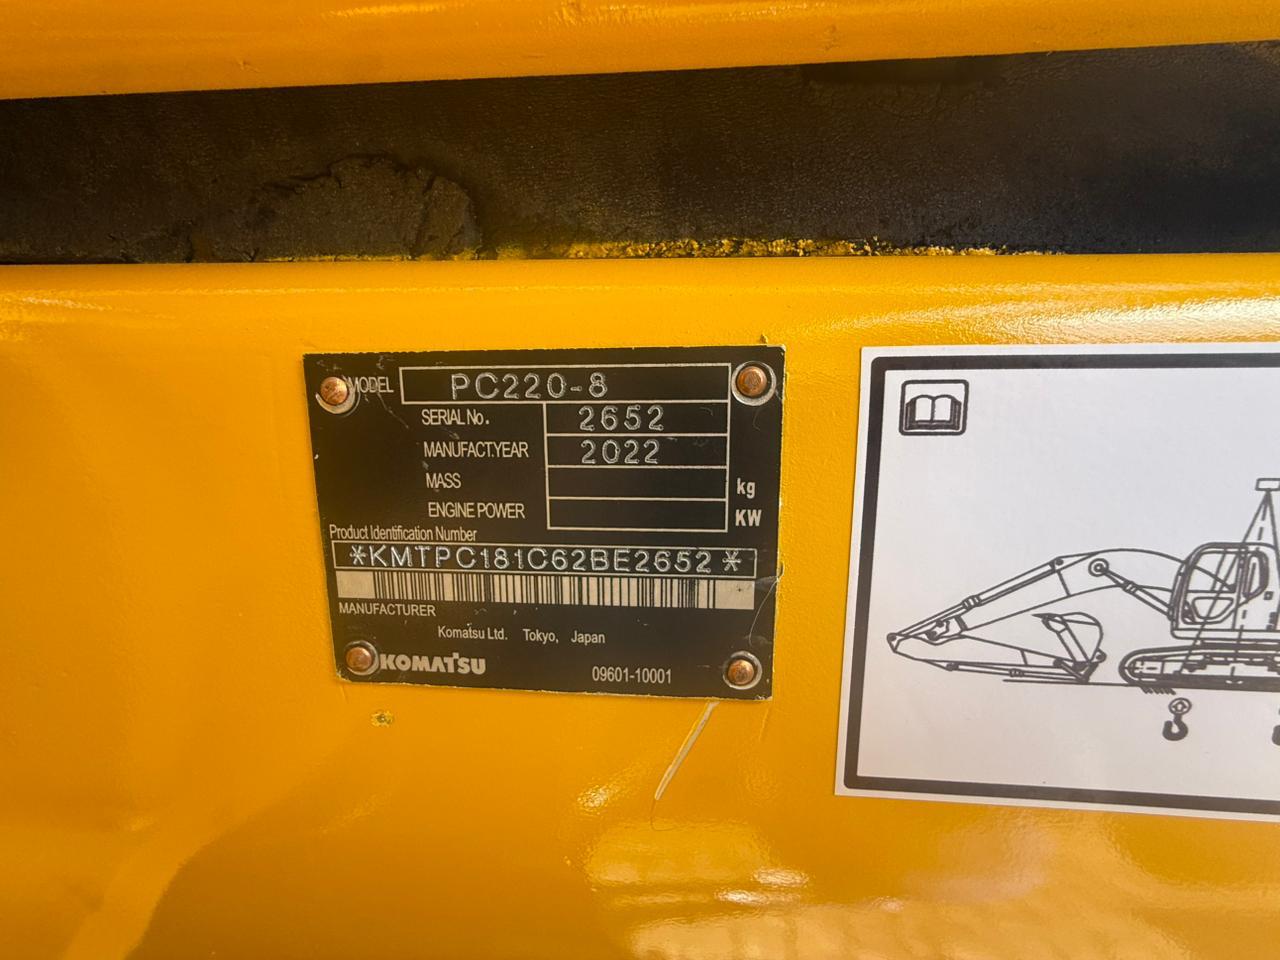 MODEL PC220-8
SERIAL No. 2652
MANUFACT.YEAR 2022
MASS kg
ENGINE POWER KW
Product Identification Number
*KMTPC181C62BE2652*
MANUFACTURER
Komatsu Ltd. Tokyo, Japan
KOMATSU 09601-10001